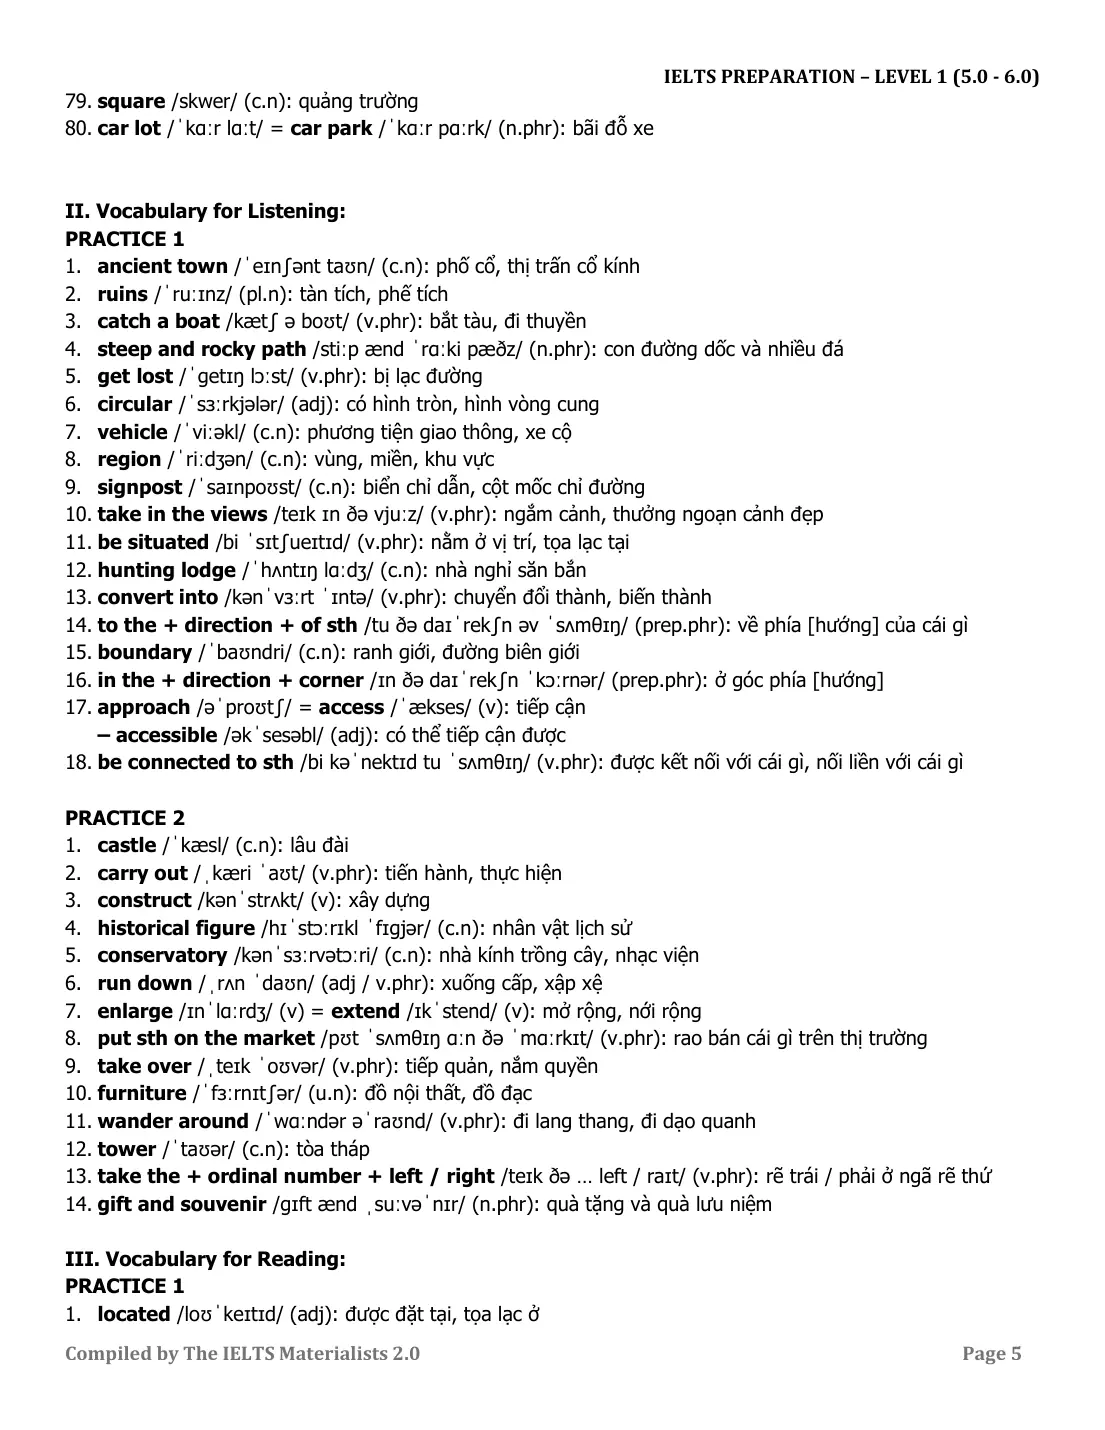 IELTS PREPARATION – LEVEL 1 (5.0 - 6.0)
79. square /skwer/ (c.n): quảng trường
80. car lot /ˈkɑːr lɑːt/ = car park /ˈkɑːr pɑːrk/ (n.phr): bãi đỗ xe
II. Vocabulary for Listening:
PRACTICE 1
1. ancient town /ˈeɪnʃənt taʊn/ (c.n): phố cổ, thị trấn cổ kính
2. ruins /ˈruːɪnz/ (pl.n): tàn tích, phế tích
3. catch a boat /kætʃ ə boʊt/ (v.phr): bắt tàu, đi thuyền
4. steep and rocky path /stiːp ænd ˈrɑːki pæðz/ (n.phr): con đường dốc và nhiều đá
5. get lost /ˈgetɪŋ lɔːst/ (v.phr): bị lạc đường
6. circular /ˈsɜːrkjələr/ (adj): có hình tròn, hình vòng cung
7. vehicle /ˈviːəkl/ (c.n): phương tiện giao thông, xe cộ
8. region /ˈriːdʒən/ (c.n): vùng, miền, khu vực
9. signpost /ˈsaɪnpoʊst/ (c.n): biển chỉ dẫn, cột mốc chỉ đường
10. take in the views /teɪk ɪn ðə vjuːz/ (v.phr): ngắm cảnh, thưởng ngoạn cảnh đẹp
11. be situated /bi ˈsɪtʃueɪtɪd/ (v.phr): nằm ở vị trí, tọa lạc tại
12. hunting lodge /ˈhʌntɪŋ lɑːdʒ/ (c.n): nhà nghỉ săn bắn
13. convert into /kənˈvɜːrt ˈɪntə/ (v.phr): chuyển đổi thành, biến thành
14. to the + direction + of sth /tu ðə daɪˈrekʃn əv ˈsʌmθɪŋ/ (prep.phr): về phía [hướng] của cái gì
15. boundary /ˈbaʊndri/ (c.n): ranh giới, đường biên giới
16. in the + direction + corner /ɪn ðə daɪˈrekʃn ˈkɔːrnər/ (prep.phr): ở góc phía [hướng]
17. approach /əˈproʊtʃ/ = access /ˈækses/ (v): tiếp cận
– accessible /əkˈsesəbl/ (adj): có thể tiếp cận được
18. be connected to sth /bi kəˈnektɪd tu ˈsʌmθɪŋ/ (v.phr): được kết nối với cái gì, nối liền với cái gì
PRACTICE 2
1. castle /ˈkæsl/ (c.n): lâu đài
2. carry out /ˌkæri ˈaʊt/ (v.phr): tiến hành, thực hiện
3. construct /kənˈstrʌkt/ (v): xây dựng
4. historical figure /hɪˈstɔːrɪkl ˈfɪgjər/ (c.n): nhân vật lịch sử
5. conservatory /kənˈsɜːrvətɔːri/ (c.n): nhà kính trồng cây, nhạc viện
6. run down /ˌrʌn ˈdaʊn/ (adj / v.phr): xuống cấp, xập xệ
7. enlarge /ɪnˈlɑːrdʒ/ (v) = extend /ɪkˈstend/ (v): mở rộng, nới rộng
8. put sth on the market /pʊt ˈsʌmθɪŋ ɑːn ðə ˈmɑːrkɪt/ (v.phr): rao bán cái gì trên thị trường
9. take over /ˌteɪk ˈoʊvər/ (v.phr): tiếp quản, nắm quyền
10. furniture /ˈfɜːrnɪtʃər/ (u.n): đồ nội thất, đồ đạc
11. wander around /ˈwɑːndər əˈraʊnd/ (v.phr): đi lang thang, đi dạo quanh
12. tower /ˈtaʊər/ (c.n): tòa tháp
13. take the + ordinal number + left / right /teɪk ðə … left / raɪt/ (v.phr): rẽ trái / phải ở ngã rẽ thứ
14. gift and souvenir /gɪft ænd ˌsuːvəˈnɪr/ (n.phr): quà tặng và quà lưu niệm
III. Vocabulary for Reading:
PRACTICE 1
1. located /loʊˈkeɪtɪd/ (adj): được đặt tại, tọa lạc ở
Compiled by The IELTS Materialists 2.0 Page 5